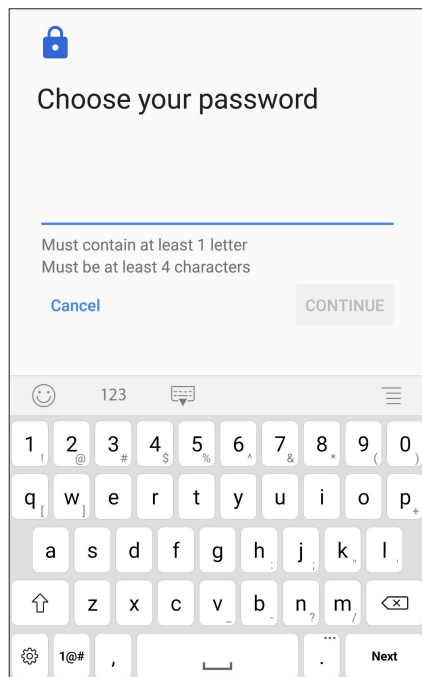 Choose your password
Must contain at least 1 letter
Must be at least 4 characters
Cancel CONTINUE
123
1 ! 2 @ 3 # 4 $ 5 % 6 ^ 7 & 8 * 9 ( 0 )
q [ w ] e r t y u i o p +
a s d f g h : j ; k " l '
z x c v _ b - n ? m /
1@# , . ... Next